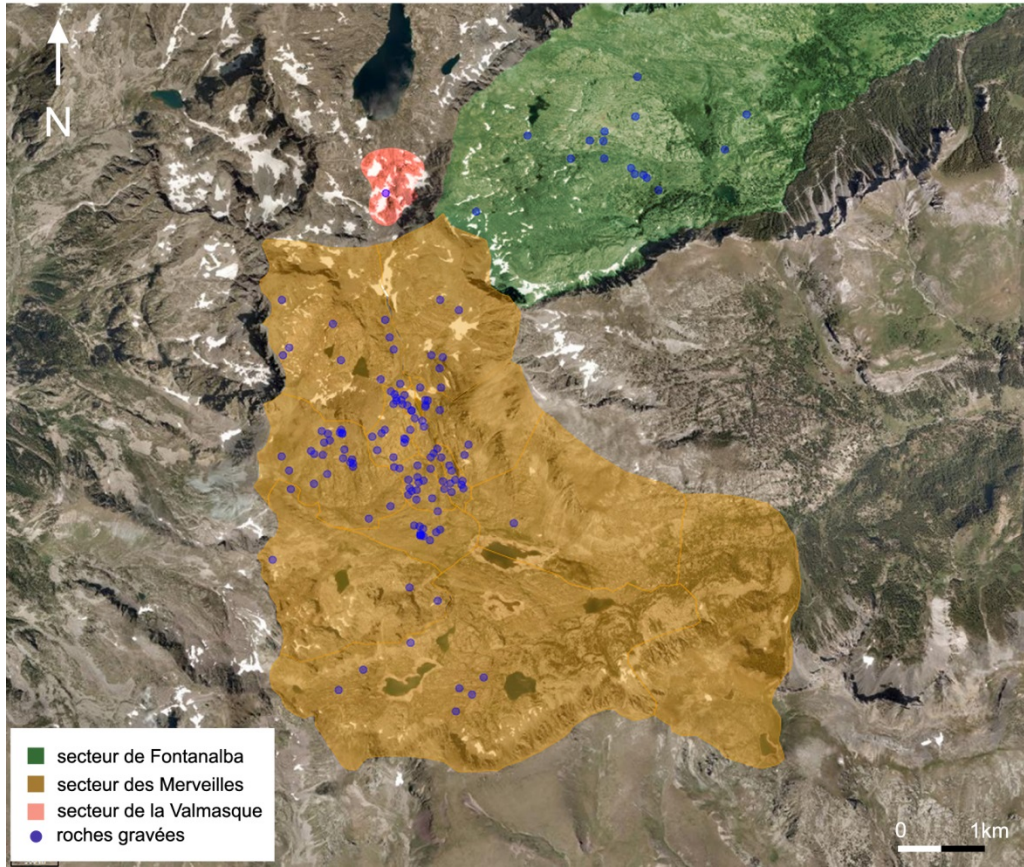 N
secteur de Fontanalba
secteur des Merveilles
secteur de la Valmasque
roches gravées
0 1km